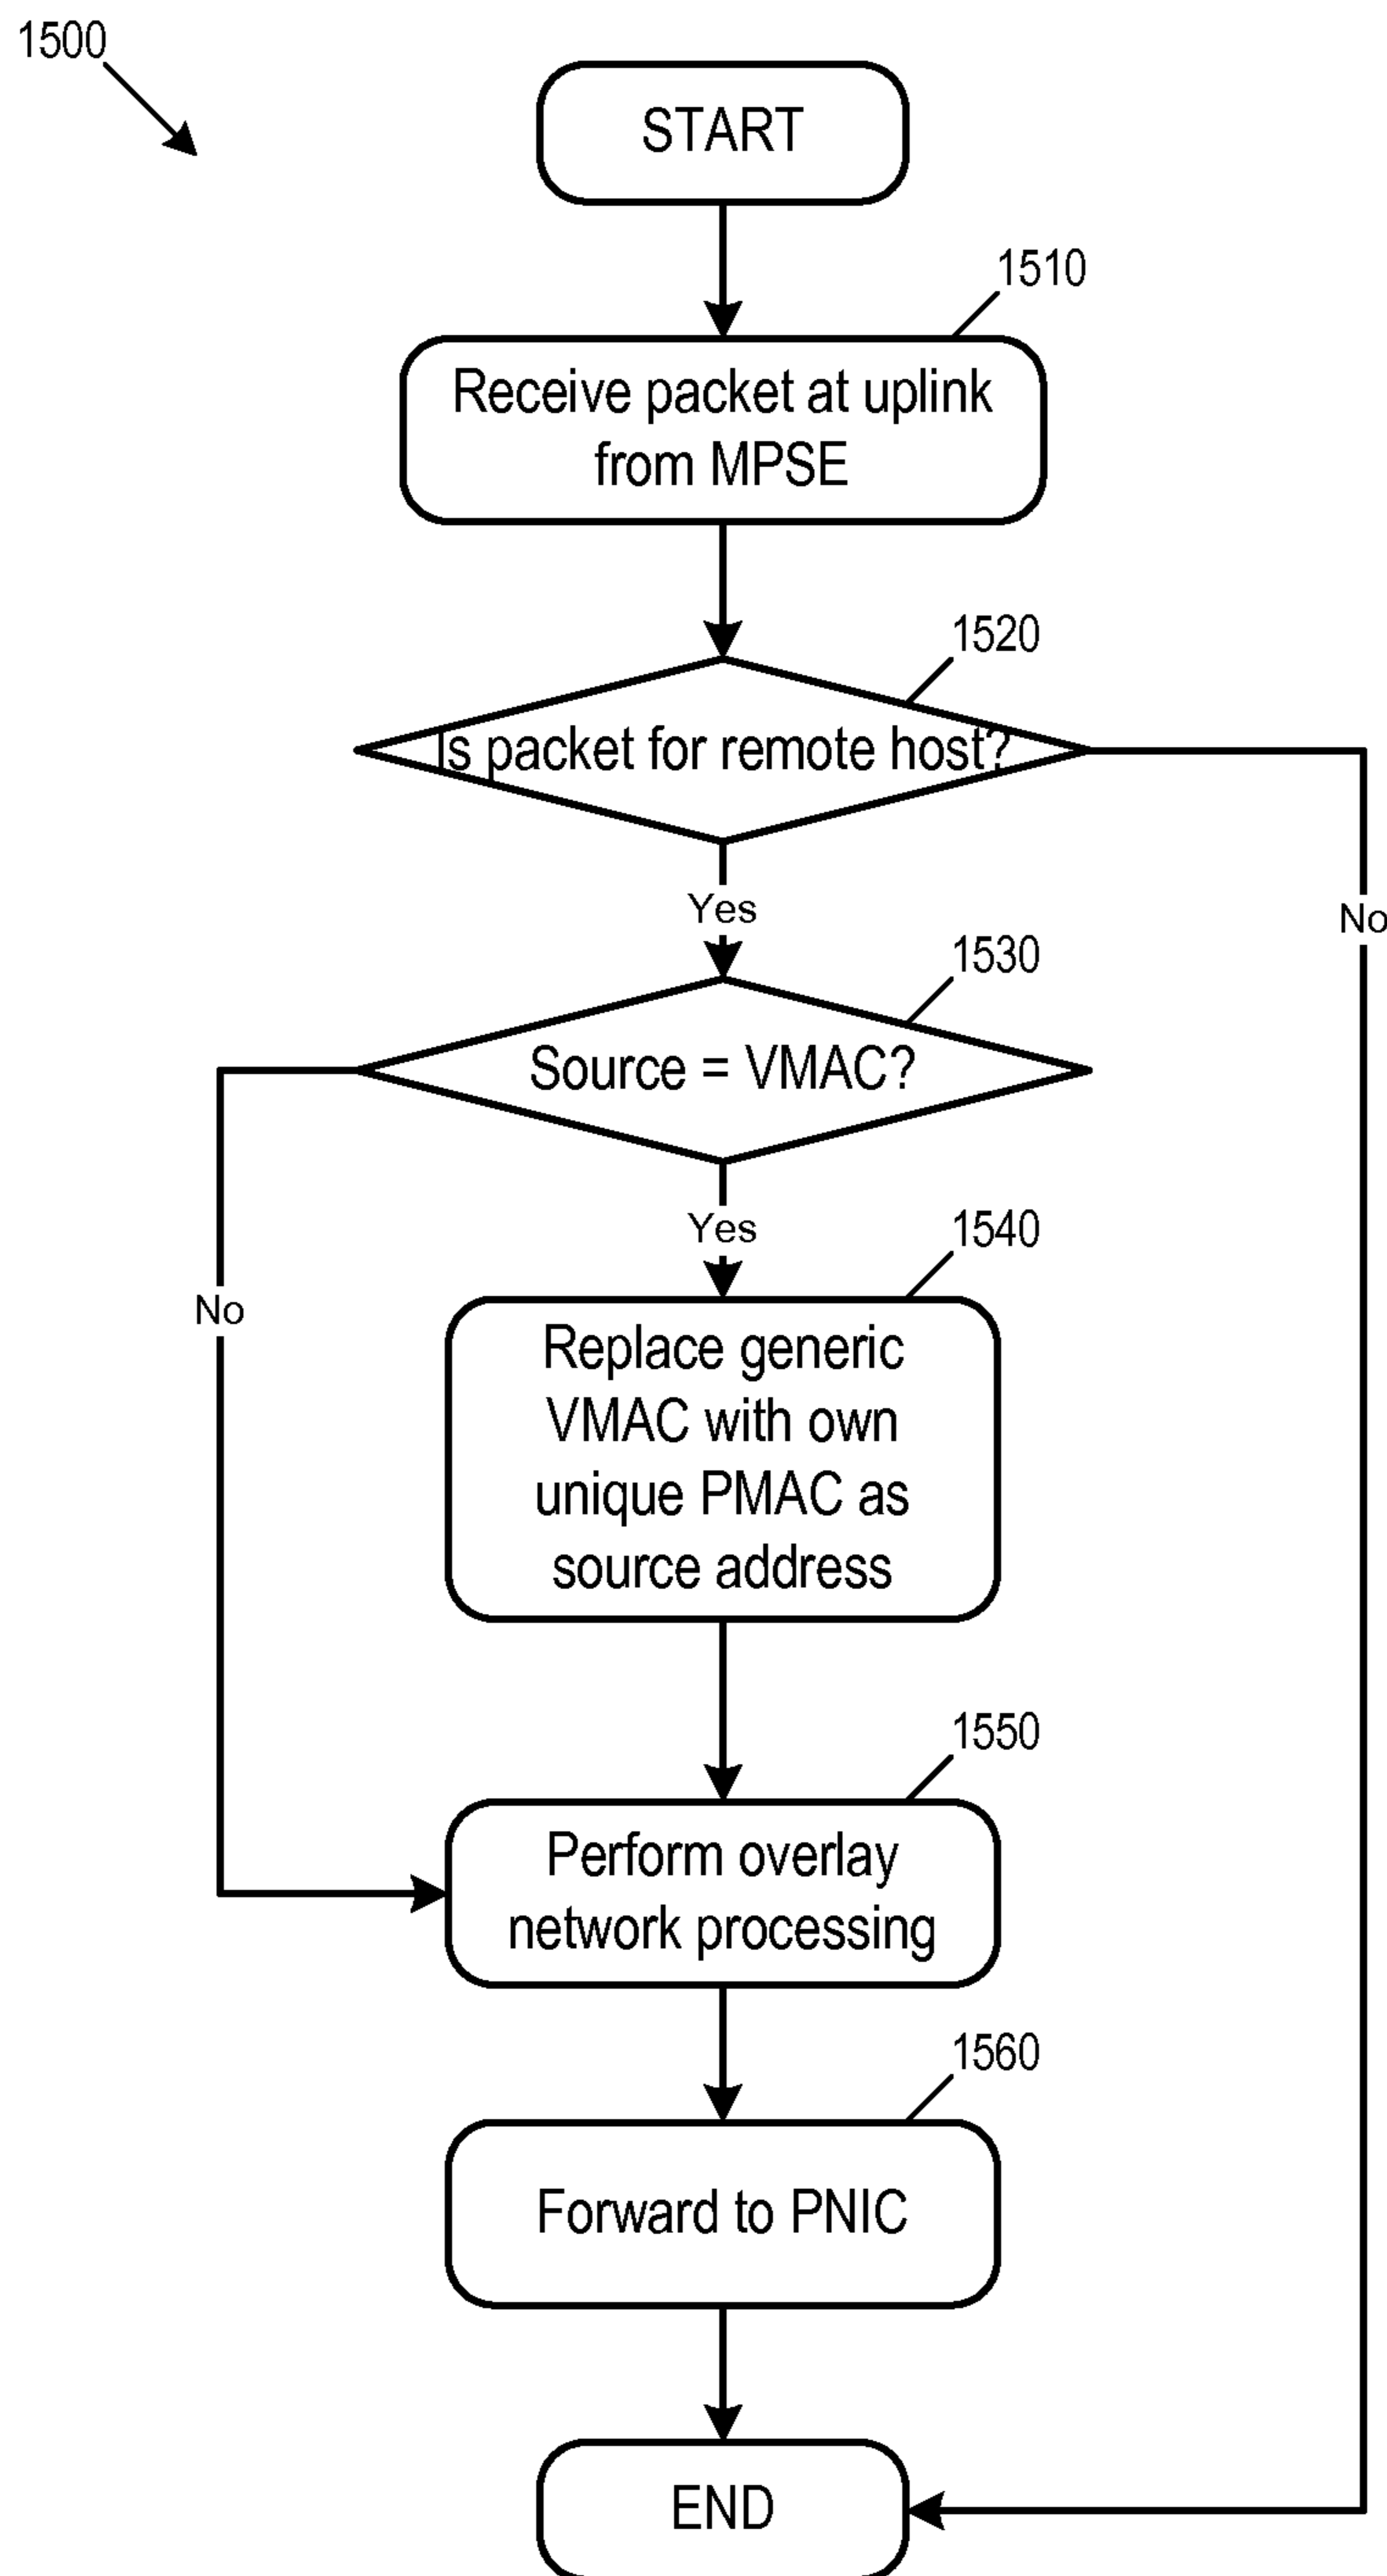 1500
START
1510
Receive packet at uplink
from MPSE
1520
Is packet for remote host?
Yes
No
1530
Source = VMAC?
Yes
1540
No
Replace generic
VMAC with own
unique PMAC as
source address
1550
Perform overlay
network processing
1560
Forward to PNIC
END